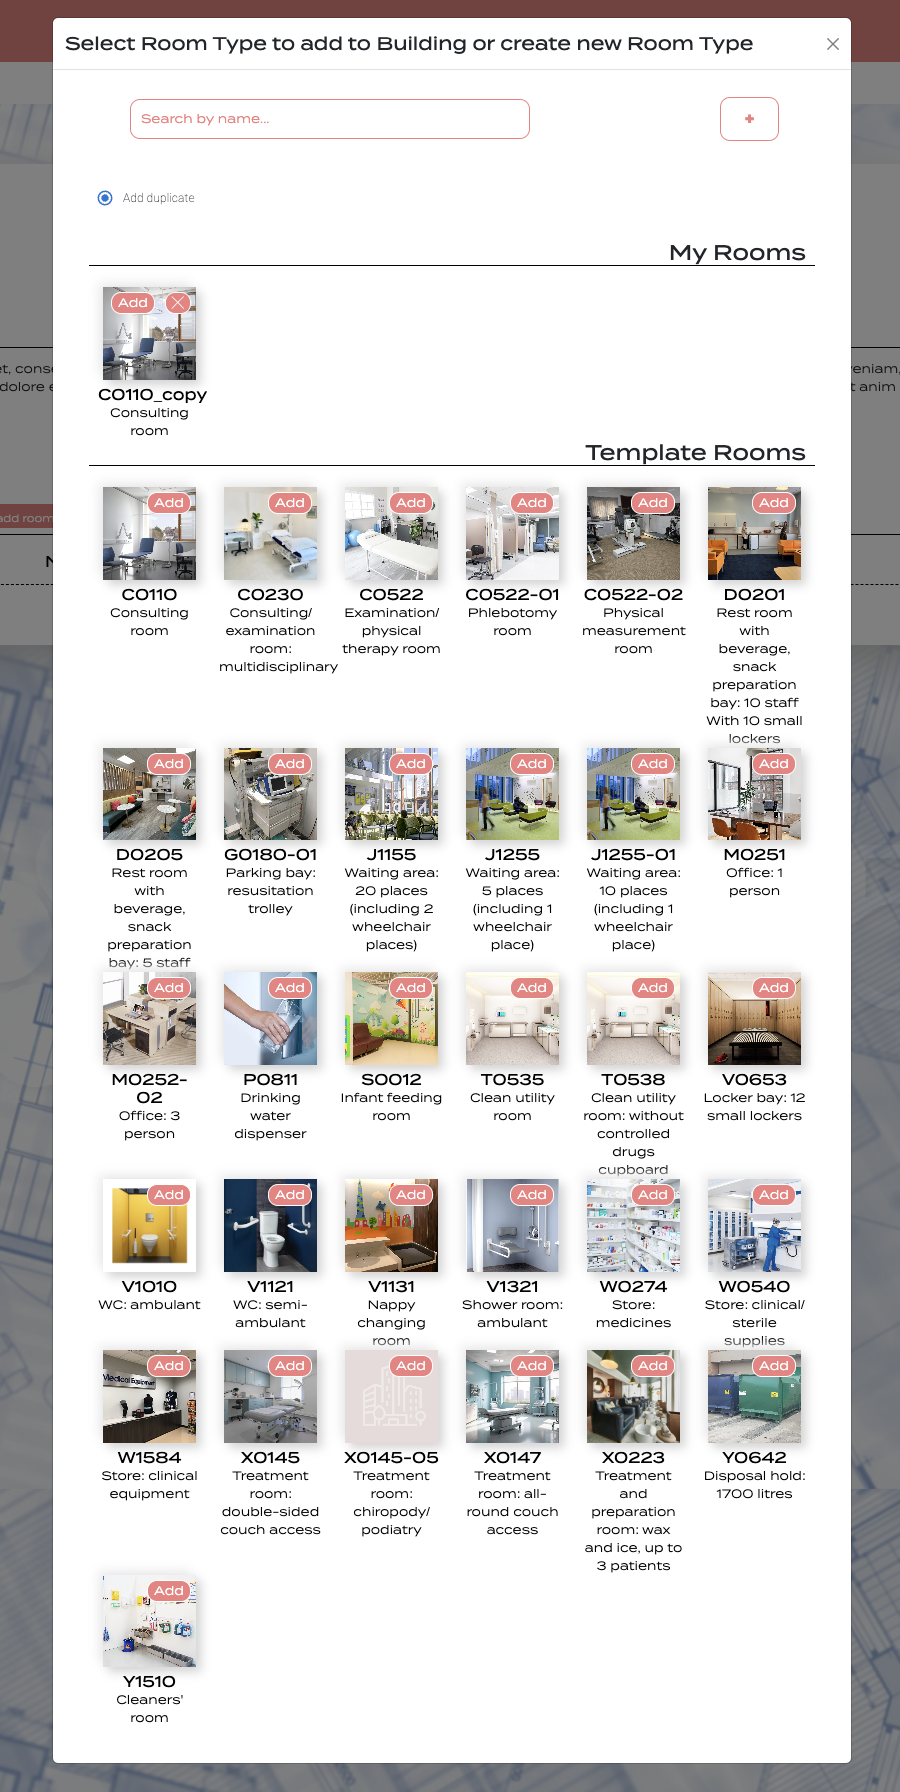 Select Room Type to add to Building or create new Room Type
Search by name...
+
Add duplicate
My Rooms
Add
C0110_copy
Consulting
room
Template Rooms
Add Add Add Add Add Add
C0110
Consulting
room
C0230
Consulting/
examination
room:
multidisciplinary
C0522
Examination/
physical
therapy room
C0522-01
Phlebotomy
room
C0522-02
Physical
measurement
room
D0201
Rest room
with
beverage,
snack
preparation
bay: 10 staff
With 10 small
lockers
Add Add Add Add Add Add
D0205
Rest room
with
beverage,
snack
preparation
bay: 5 staff
G0180-01
Parking bay:
resusitation
trolley
J1155
Waiting area:
20 places
(including 2
wheelchair
places)
J1255
Waiting area:
5 places
(including 1
wheelchair
place)
J1255-01
Waiting area:
10 places
(including 1
wheelchair
place)
M0251
Office: 1
person
Add Add Add Add Add Add
M0252-
02
Office: 3
person
P0811
Drinking
water
dispenser
S0012
Infant feeding
room
T0535
Clean utility
room
T0538
Clean utility
room: without
controlled
drugs
cupboard
V0653
Locker bay: 12
small lockers
Add Add Add Add Add Add
V1010
WC: ambulant
V1121
WC: semi-
ambulant
V1131
Nappy
changing
room
V1321
Shower room:
ambulant
W0274
Store:
medicines
W0540
Store: clinical/
sterile
supplies
Add Add Add Add Add Add
Medical Equipment
W1584
Store: clinical
equipment
X0145
Treatment
room:
double-sided
couch access
X0145-05
Treatment
room:
chiropody/
podiatry
X0147
Treatment
room: all-
round couch
access
X0223
Treatment
and
preparation
room: wax
and ice, up to
3 patients
Y0642
Disposal hold:
1700 litres
Add
Y1510
Cleaners'
room
et, conse
dolore e
veniam,
t anim
add room